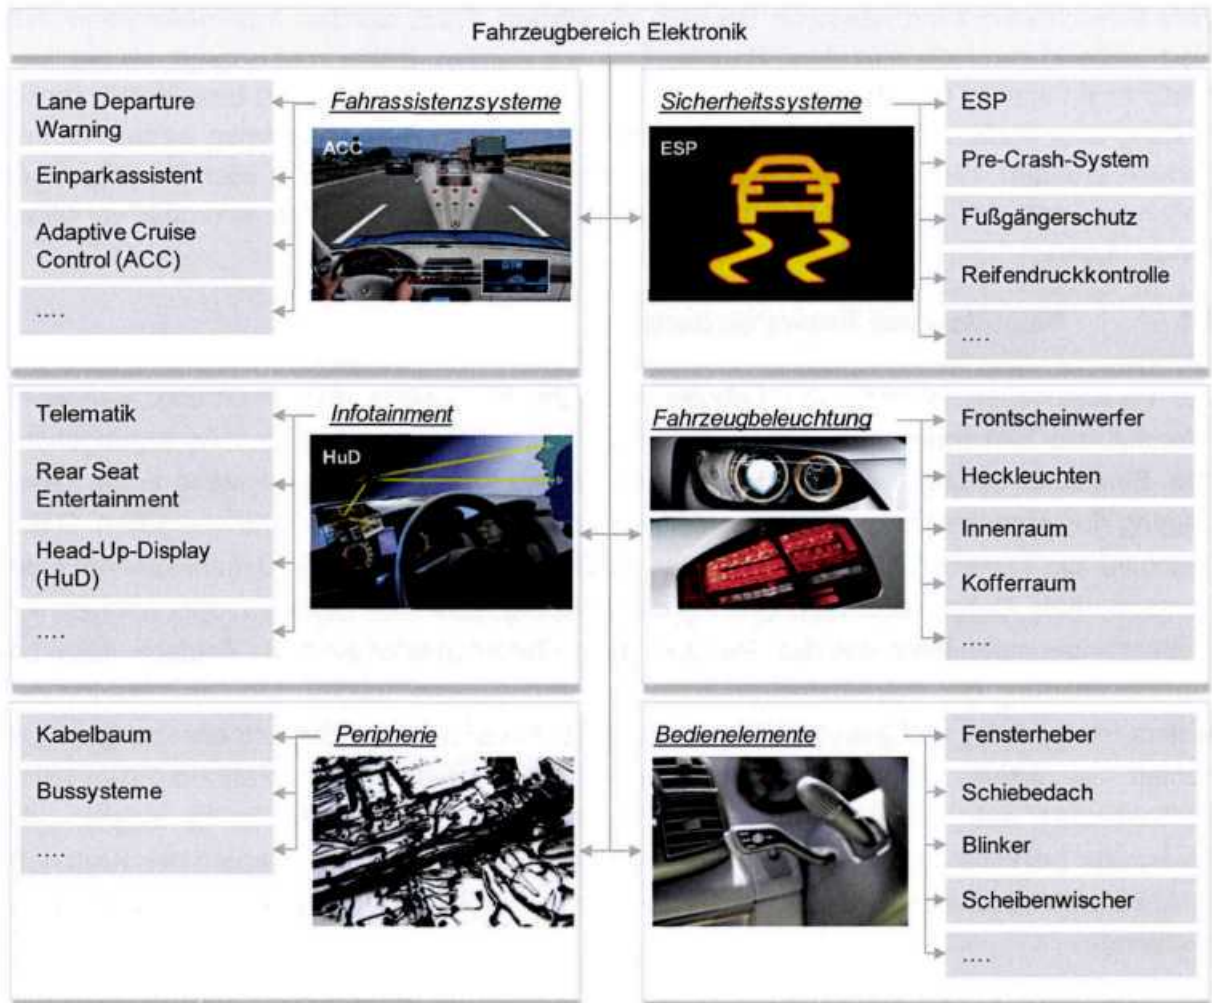 Fahrzeugbereich Elektronik
Fahrassistenzsysteme
Lane Departure
Warning
Einparkassistent
Adaptive Cruise
Control (ACC)
....
ACC
Sicherheitssysteme
ESP
ESP
Pre-Crash-System
Fußgängerschutz
Reifendruckkontrolle
....
Infotainment
Telematik
Rear Seat
Entertainment
Head-Up-Display
(HuD)
....
HuD
Fahrzeugbeleuchtung
Frontscheinwerfer
Heckleuchten
Innenraum
Kofferraum
....
Peripherie
Kabelbaum
Bussysteme
....
Bedienelemente
Fensterheber
Schiebedach
Blinker
Scheibenwischer
....